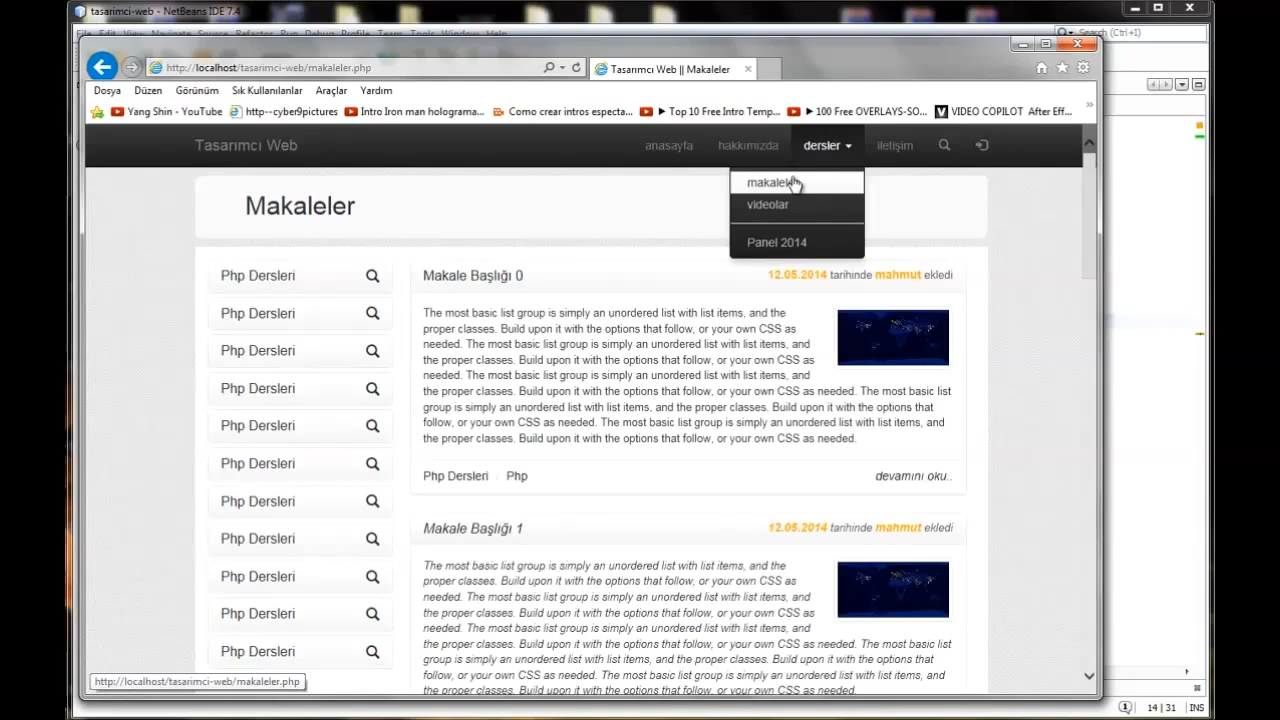 tasarimci-web - NetBeans IDE 7.4
File Edit View Navigate Source Refactor Run Debug Profile Team Tools Window Help
Search (Ctrl+I)
http://localhost/tasarimci-web/makaleler.php
Tasarımcı Web || Makaleler
Dosya Düzen Görünüm Sık Kullanılanlar Araçlar Yardım
Yang Shin - YouTube http--cyber9pictures Intro Iron man holograma... Como crear intros especta... ▶ Top 10 Free Intro Temp... ▶ 100 Free OVERLAYS-SO... VIDEO COPILOT After Eff...
Tasarımcı Web anasayfa hakkımızda dersler iletişim
makaleler
videolar
Panel 2014
Makaleler
Php Dersleri
Php Dersleri
Php Dersleri
Php Dersleri
Php Dersleri
Php Dersleri
Php Dersleri
Php Dersleri
Php Dersleri
Php Dersleri
Php Dersleri
Makale Başlığı 0 12.05.2014 tarihinde mahmut ekledi
The most basic list group is simply an unordered list with list items, and the
proper classes. Build upon it with the options that follow, or your own CSS as
needed. The most basic list group is simply an unordered list with list items, and
the proper classes. Build upon it with the options that follow, or your own CSS as
needed. The most basic list group is simply an unordered list with list items, and
the proper classes. Build upon it with the options that follow, or your own CSS as needed. The most basic list
group is simply an unordered list with list items, and the proper classes. Build upon it with the options that
follow, or your own CSS as needed. The most basic list group is simply an unordered list with list items, and
the proper classes. Build upon it with the options that follow, or your own CSS as needed.
Php Dersleri / Php devamını oku..
Makale Başlığı 1 12.05.2014 tarihinde mahmut ekledi
The most basic list group is simply an unordered list with list items, and the
proper classes. Build upon it with the options that follow, or your own CSS as
needed. The most basic list group is simply an unordered list with list items, and
the proper classes. Build upon it with the options that follow, or your own CSS as
needed. The most basic list group is simply an unordered list with list items, and
the proper classes. Build upon it with the options that follow, or your own CSS as needed. The most basic list
group is simply an unordered list with list items, and the proper classes. Build upon it with the options that
follow, or your own CSS as needed. The most basic list group is simply an unordered list with list items, and
http://localhost/tasarimci-web/makaleler.php
14 | 31 INS